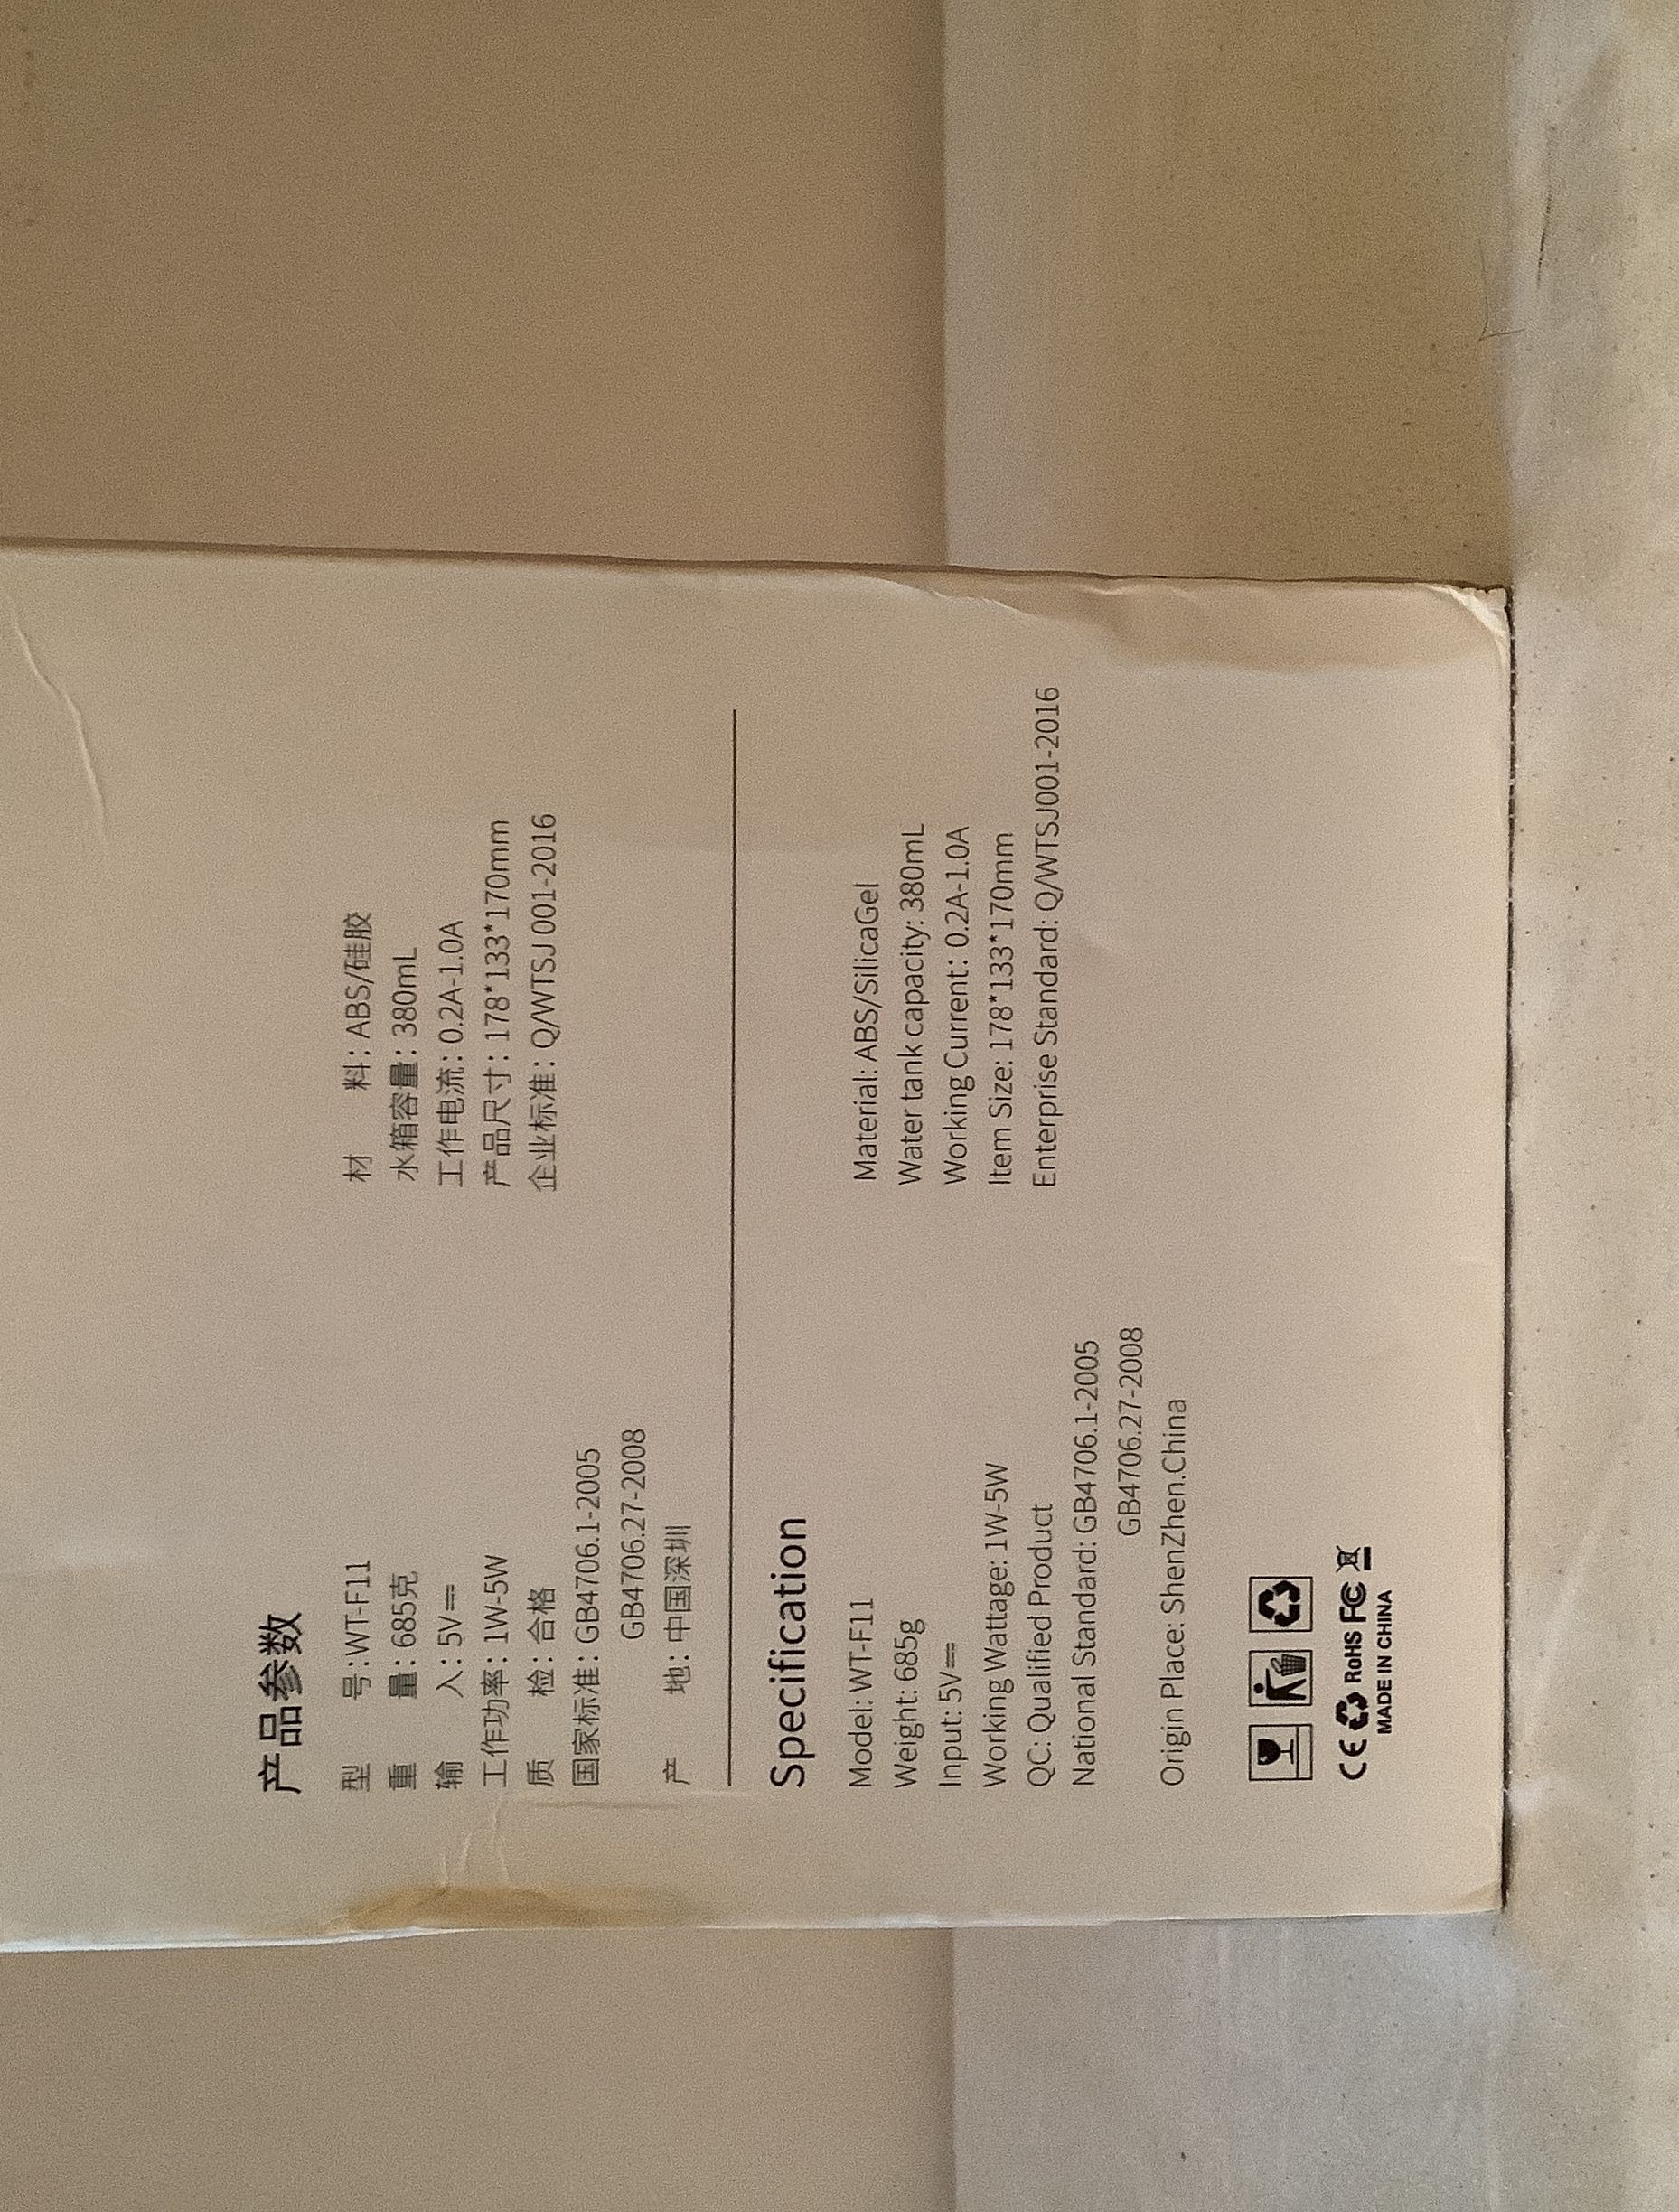 产品参数
型 号:WT-F11
重 量: 685克
输 入: 5V⎓
工作功率: 1W-5W
质 检: 合格
国家标准: GB4706.1-2005
GB4706.27-2008
产 地: 中国深圳
材 料: ABS/硅胶
水箱容量: 380mL
工作电流: 0.2A-1.0A
产品尺寸: 178*133*170mm
企业标准: Q/WTSJ 001-2016
Specification
Model: WT-F11
Weight: 685g
Input: 5V⎓
Working Wattage: 1W-5W
QC: Qualified Product
National Standard: GB4706.1-2005
GB4706.27-2008
Origin Place: ShenZhen.China
Material: ABS/SilicaGel
Water tank capacity: 380mL
Working Current: 0.2A-1.0A
Item Size: 178*133*170mm
Enterprise Standard: Q/WTSJ001-2016
CE RoHS FC
MADE IN CHINA